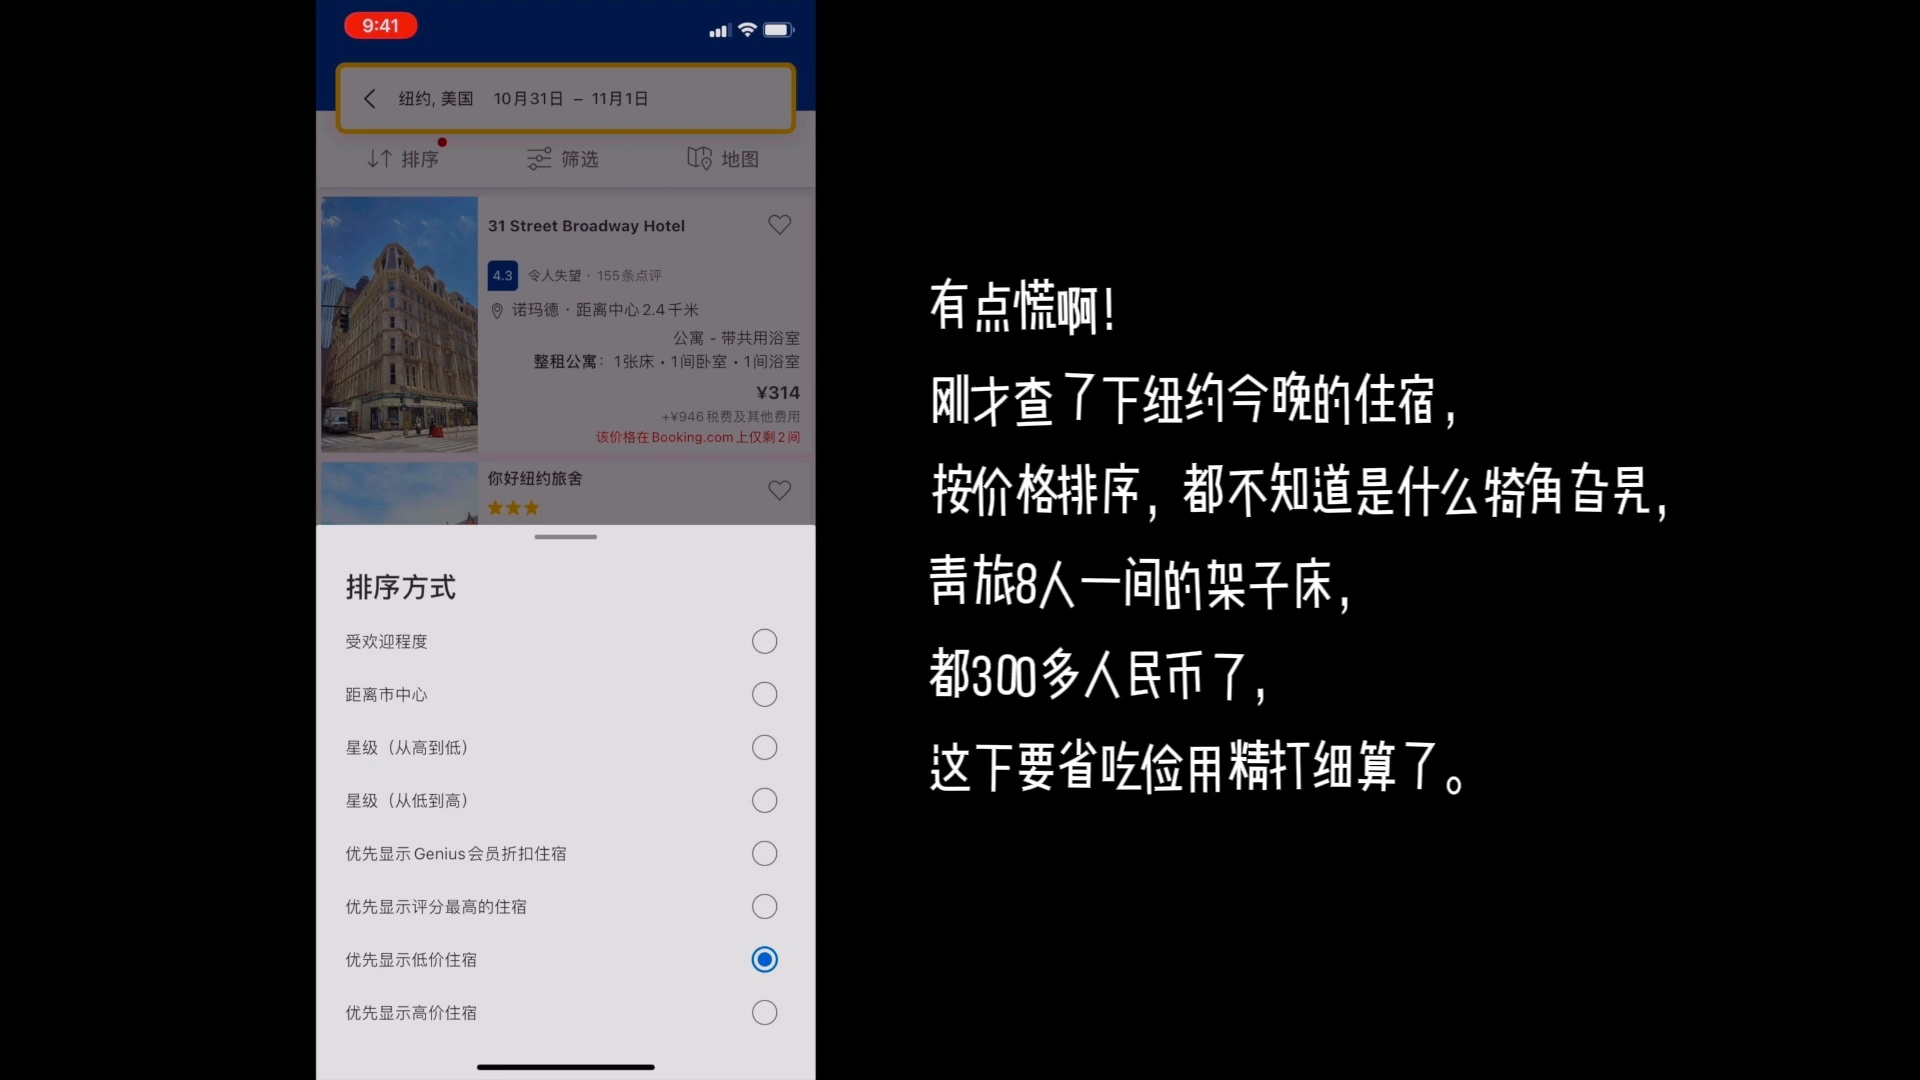 9:41
纽约, 美国 10月31日 – 11月1日
排序 筛选 地图
31 Street Broadway Hotel
4.3 令人失望 · 155条点评
诺玛德 · 距离中心2.4千米
公寓 - 带共用浴室
整租公寓：1张床 • 1间卧室 • 1间浴室
¥314
+¥946税费及其他费用
该价格在Booking.com上仅剩2间
你好纽约旅舍
排序方式
受欢迎程度
距离市中心
星级（从高到低）
星级（从低到高）
优先显示Genius会员折扣住宿
优先显示评分最高的住宿
优先显示低价住宿
优先显示高价住宿
有点慌啊！
刚才查了下纽约今晚的住宿，
按价格排序，都不知道是什么犄角旮旯，
青旅8人一间的架子床，
都300多人民币了，
这下要省吃俭用精打细算了。